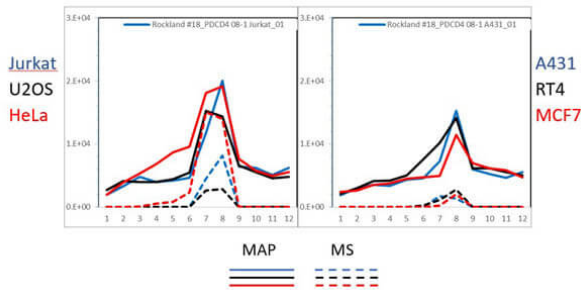 Rockland #18_PDCD4 08-1 Jurkat_01
Rockland #18_PDCD4 08-1 A431_01
Jurkat
U2OS
HeLa
3.E+04
2.E+04
1.E+04
0.E+00
1 2 3 4 5 6 7 8 9 10 11 12
3.E+04
2.E+04
1.E+04
0.E+00
1 2 3 4 5 6 7 8 9 10 11 12
A431
RT4
MCF7
MAP MS